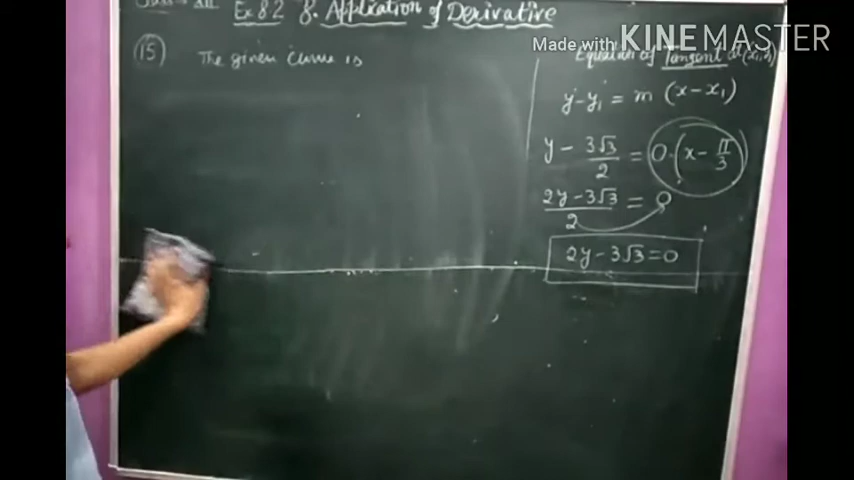 Ex 8.2 8. Application of Derivative
Made with KINEMASTER
(15) The given curve is
Equation of Tangent at (x₁, y₁)
y - y₁ = m (x - x₁)
y - 3√3/2 = 0·(x - π/3)
(2y - 3√3)/2 = 0
2y - 3√3 = 0